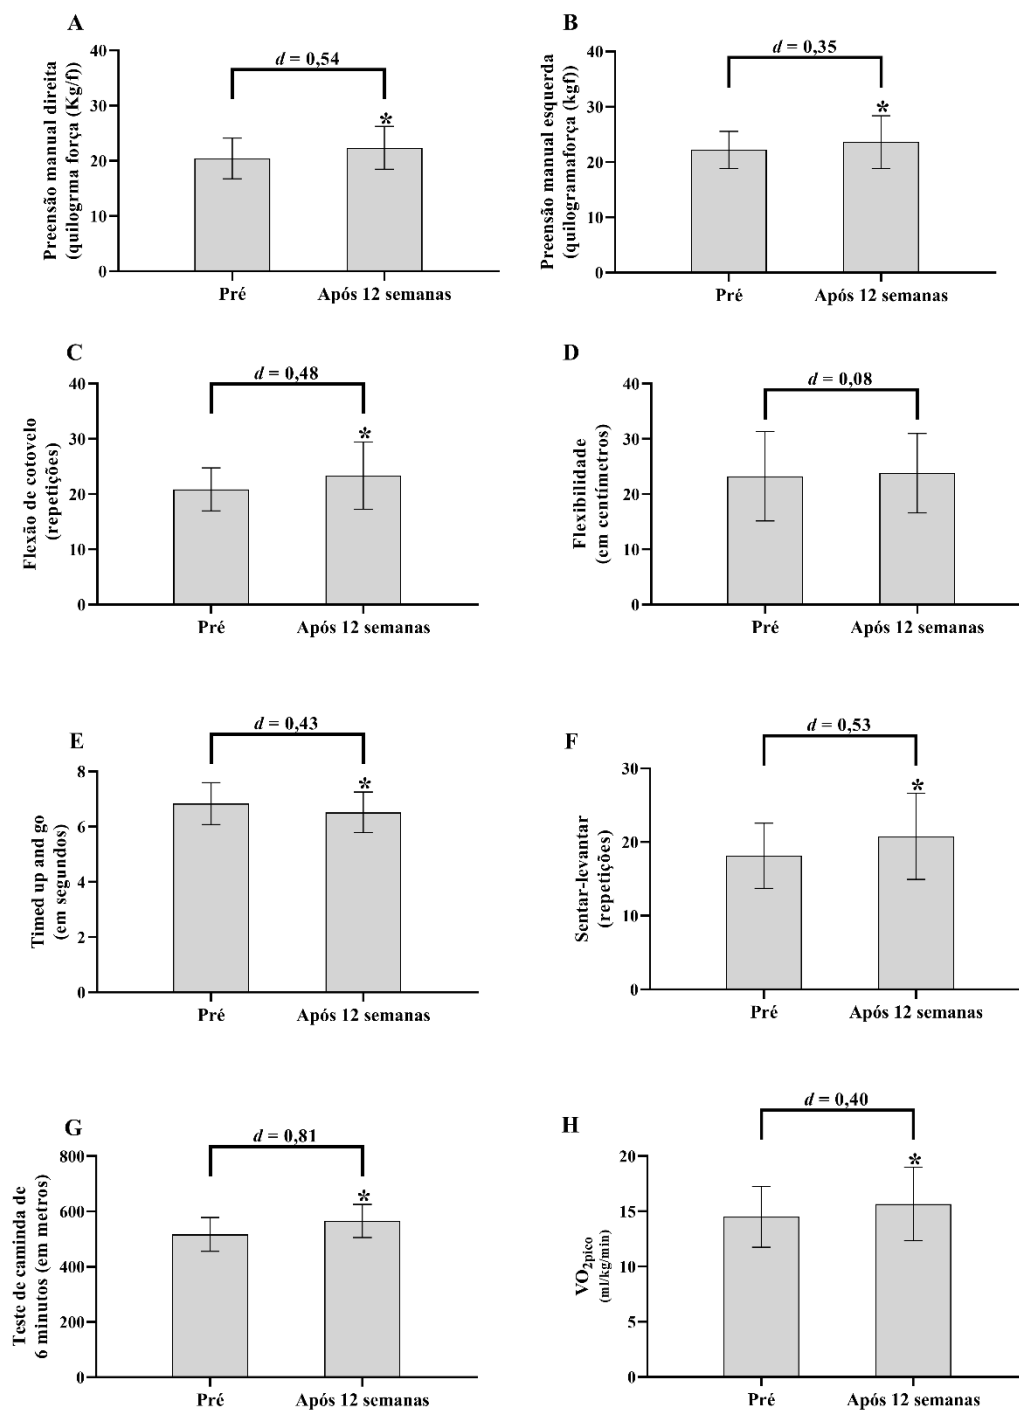 A
d = 0,54
Preensão manual direita
(quilogrma força (Kg/f))
40
30
20
10
0
*
Pré
Após 12 semanas
B
d = 0,35
Preensão manual esquerda
(quilogramaforça (kgf))
40
30
20
10
0
*
Pré
Após 12 semanas
C
d = 0,48
Flexão de cotovelo
(repetições)
40
30
20
10
0
*
Pré
Após 12 semanas
D
d = 0,08
Flexibilidade
(em centímetros)
40
30
20
10
0
Pré
Após 12 semanas
E
d = 0,43
Timed up and go
(em segundos)
8
6
4
2
0
*
Pré
Após 12 semanas
F
d = 0,53
Sentar-levantar
(repetições)
30
20
10
0
*
Pré
Após 12 semanas
G
d = 0,81
Teste de caminda de
6 minutos (em metros)
800
600
400
200
0
*
Pré
Após 12 semanas
H
d = 0,40
VO2pico
(ml/kg/min)
20
15
10
5
0
*
Pré
Após 12 semanas